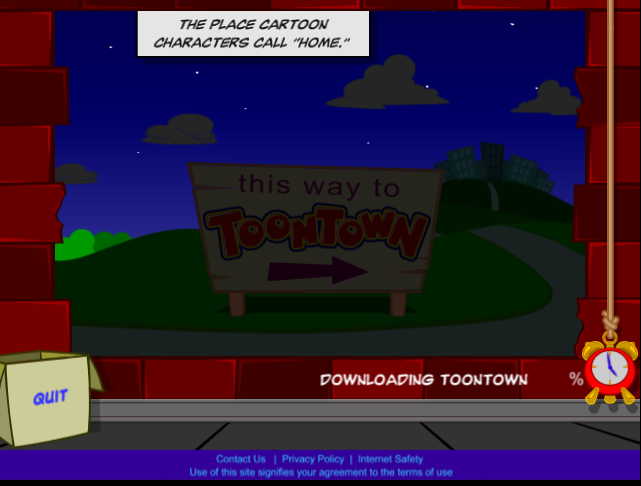 THE PLACE CARTOON
CHARACTERS CALL "HOME."
this way to
TOONTOWN
DOWNLOADING TOONTOWN %
QUIT
Contact Us | Privacy Policy | Internet Safety
Use of this site signifies your agreement to the terms of use